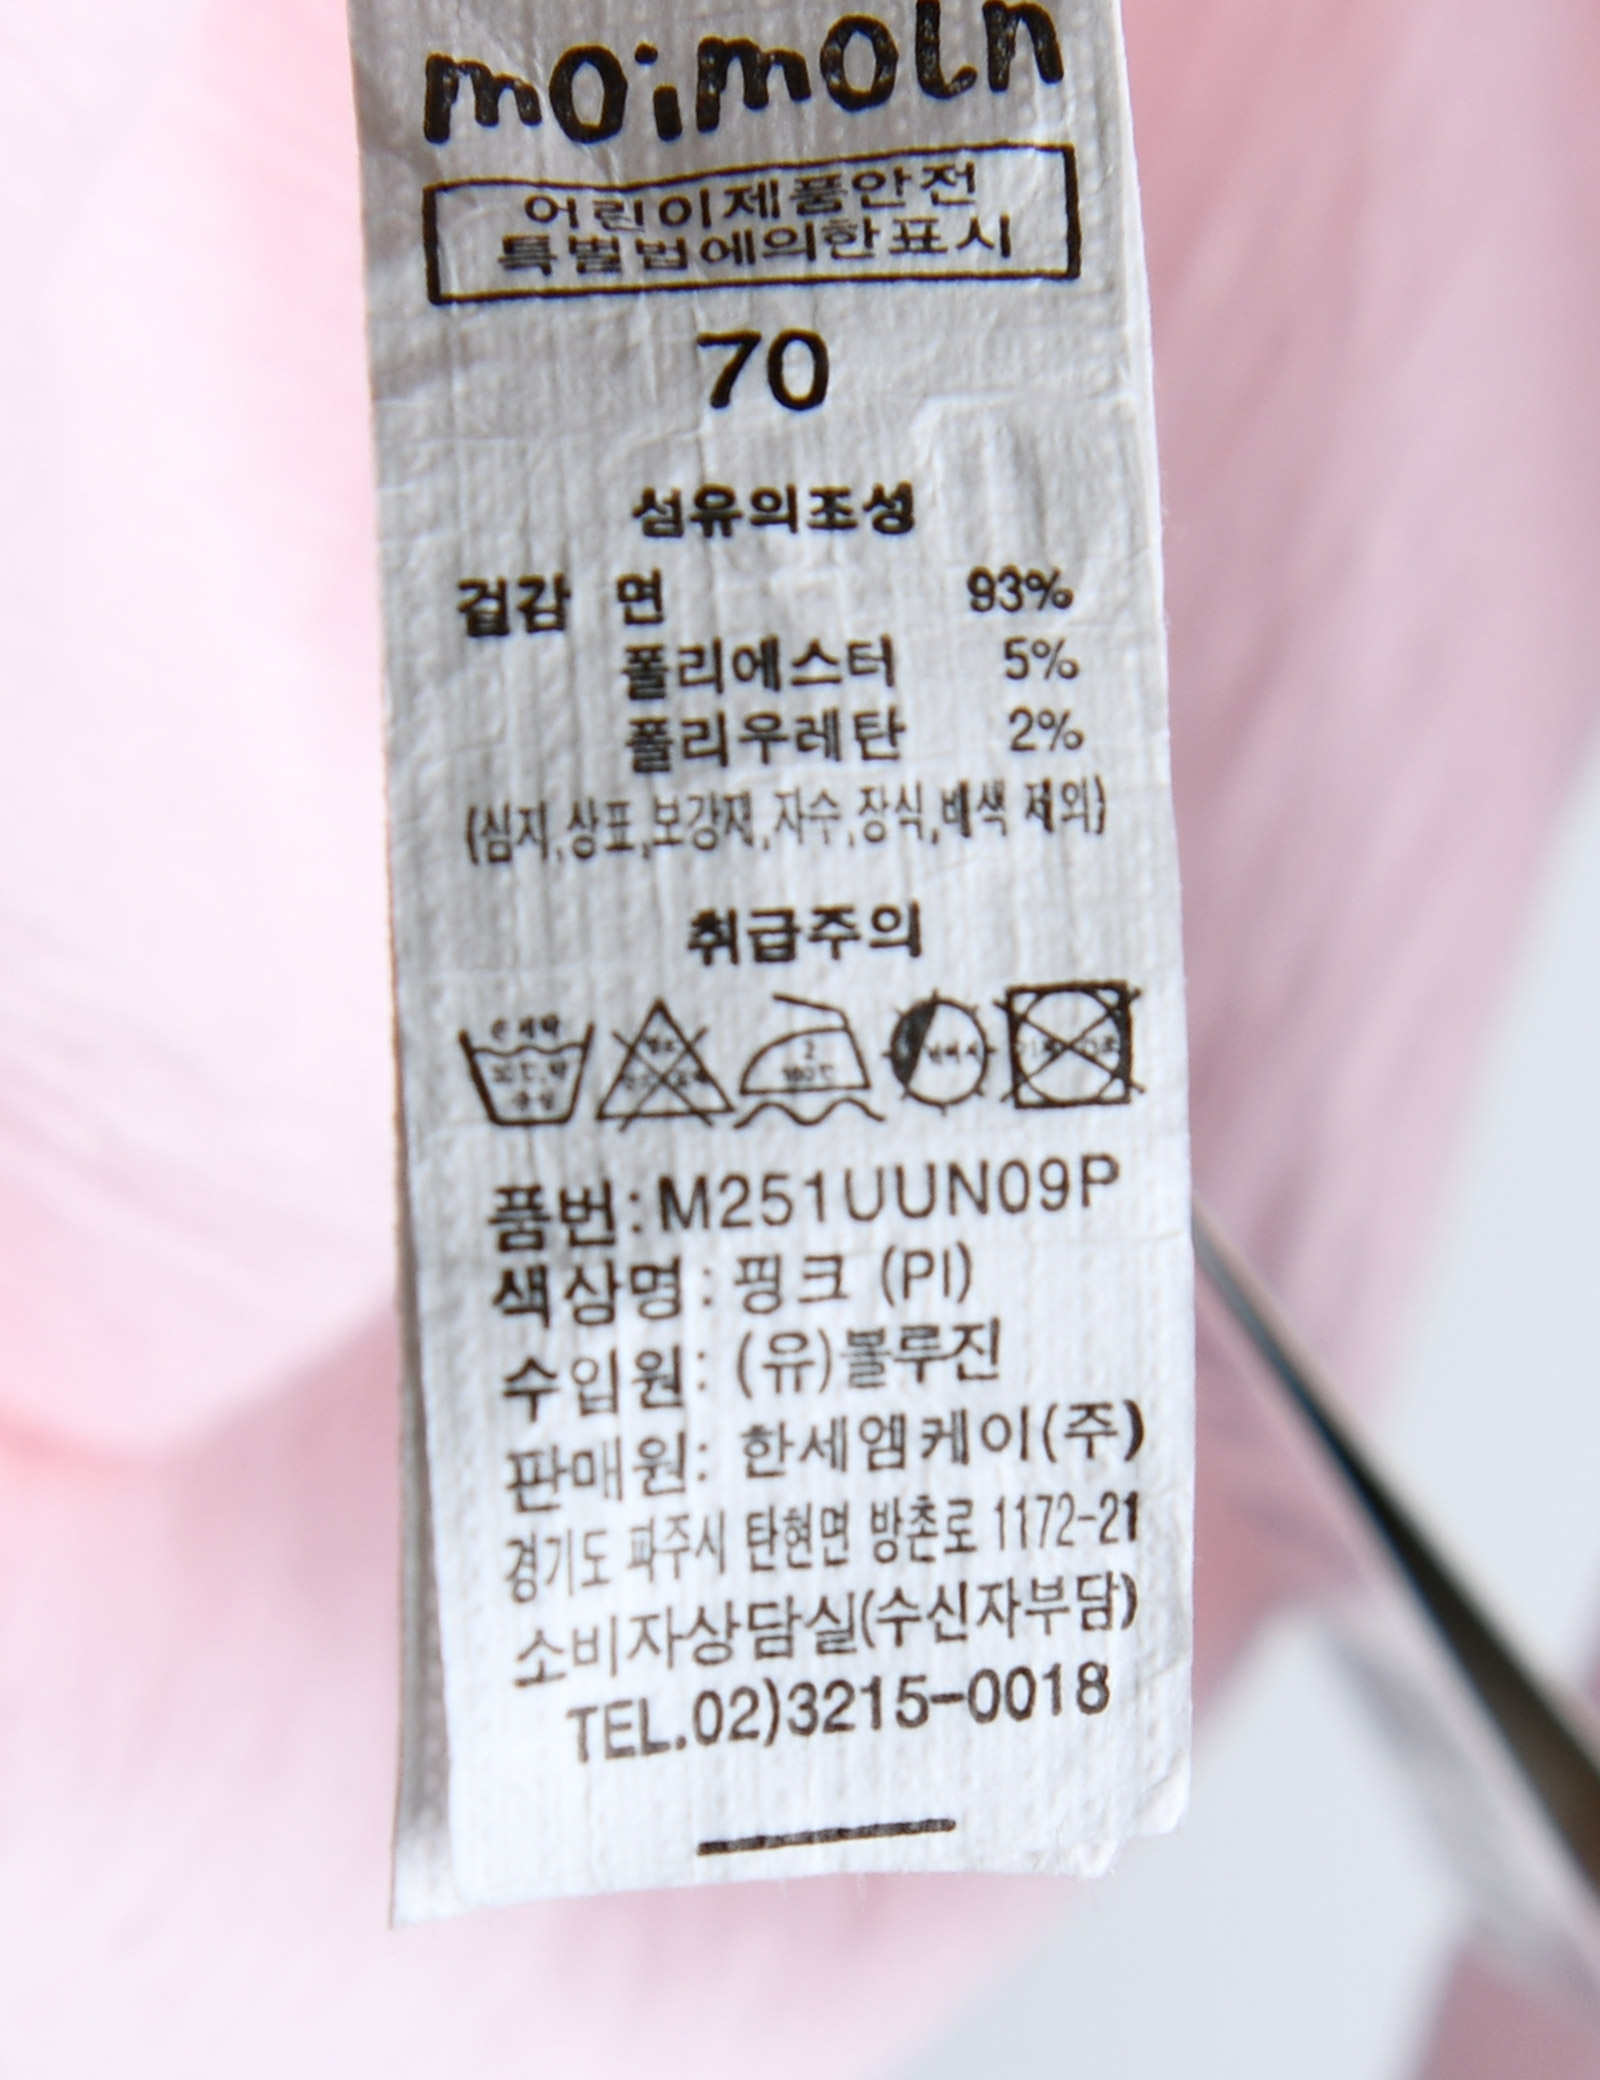 moimoln
어린이제품안전
특별법에의한표시
70
섬유의조성
겉감 면 93%
폴리에스터 5%
폴리우레탄 2%
(심지,상표,보강재,자수,장식,배색 제외)
취급주의
손세탁
2
180℃
품번:M251UUN09P
색상명: 핑크 (PI)
수입원: (유)블루진
판매원: 한세엠케이(주)
경기도 파주시 탄현면 방촌로 1172-21
소비자상담실(수신자부담)
TEL.02)3215-0018